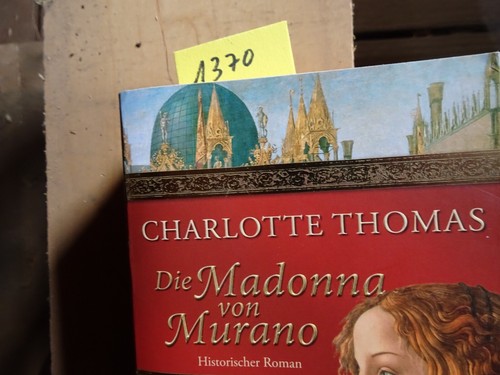 1370
CHARLOTTE THOMAS
Die Madonna
von
Murano
Historischer Roman